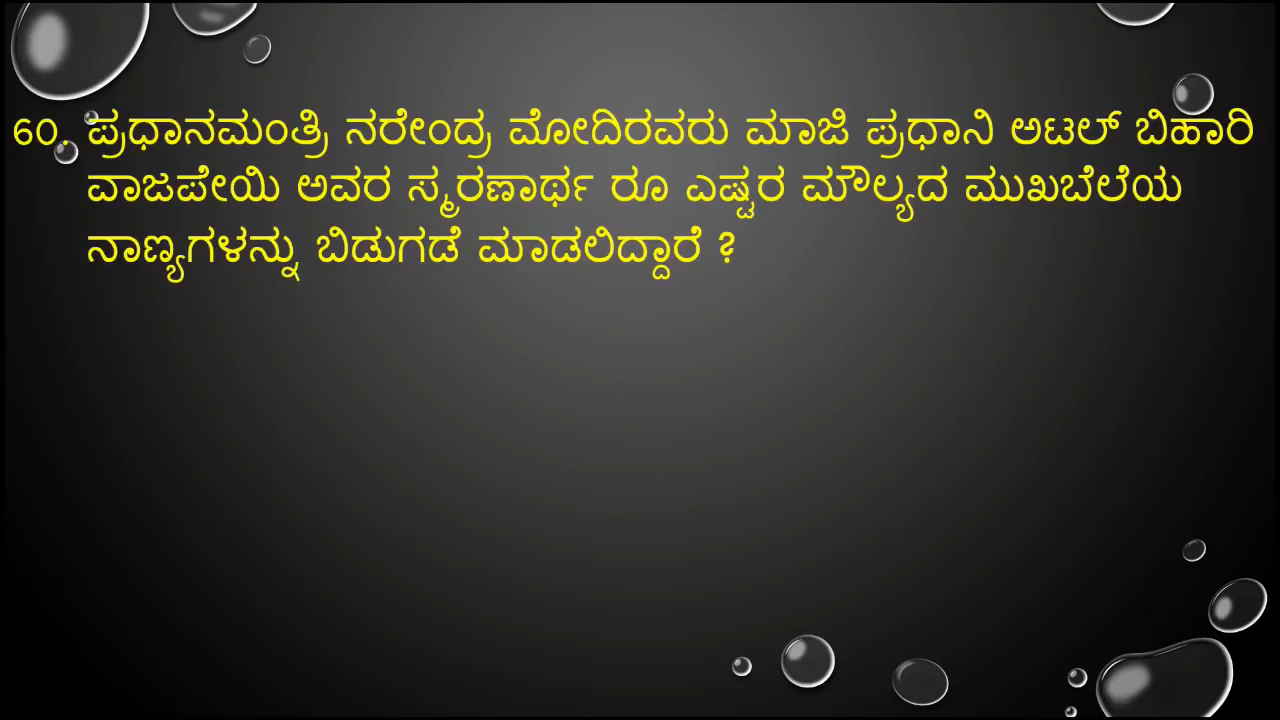 60. ಪ್ರಧಾನಮಂತ್ರಿ ನರೇಂದ್ರ ಮೋದಿರವರು ಮಾಜಿ ಪ್ರಧಾನಿ ಅಟಲ್ ಬಿಹಾರಿ
ವಾಜಪೇಯಿ ಅವರ ಸ್ಮರಣಾರ್ಥ ರೂ ಎಷ್ಟರ ಮೌಲ್ಯದ ಮುಖಬೆಲೆಯ
ನಾಣ್ಯಗಳನ್ನು ಬಿಡುಗಡೆ ಮಾಡಲಿದ್ದಾರೆ ?